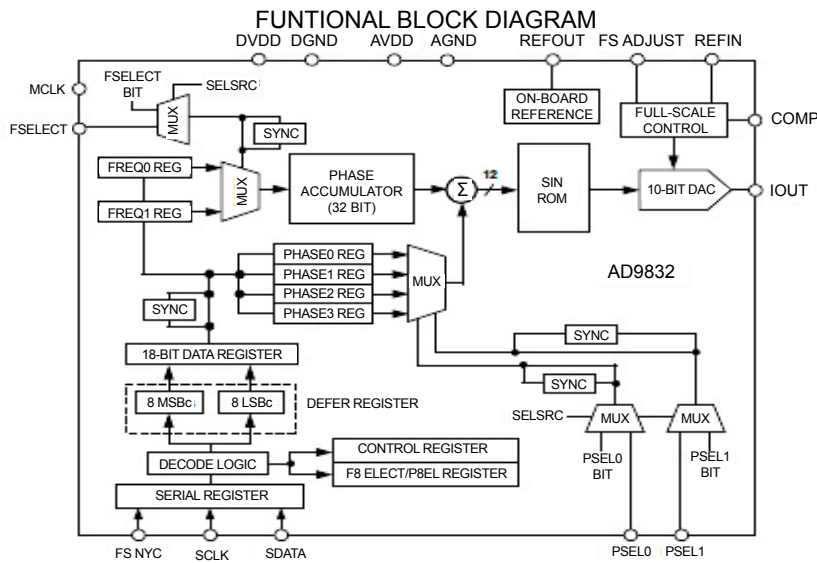 FUNTIONAL BLOCK DIAGRAM
DVDD DGND AVDD AGND REFOUT FS ADJUST REFIN
MCLK
FSELECT
BIT
SELSRC
FSELECT
MUX
SYNC
ON-BOARD
REFERENCE
FULL-SCALE
CONTROL
COMP
FREQ0 REG
FREQ1 REG
MUX
PHASE
ACCUMULATOR
(32 BIT)
Σ
12
SIN
ROM
10-BIT DAC
IOUT
PHASE0 REG
PHASE1 REG
PHASE2 REG
PHASE3 REG
MUX
AD9832
SYNC
SYNC
18-BIT DATA REGISTER
SYNC
8 MSBc
8 LSBc
DEFER REGISTER
SELSRC
MUX
MUX
DECODE LOGIC
CONTROL REGISTER
F8 ELECT/P8EL REGISTER
PSEL0
BIT
PSEL1
BIT
SERIAL REGISTER
FS NYC SCLK SDATA PSEL0 PSEL1